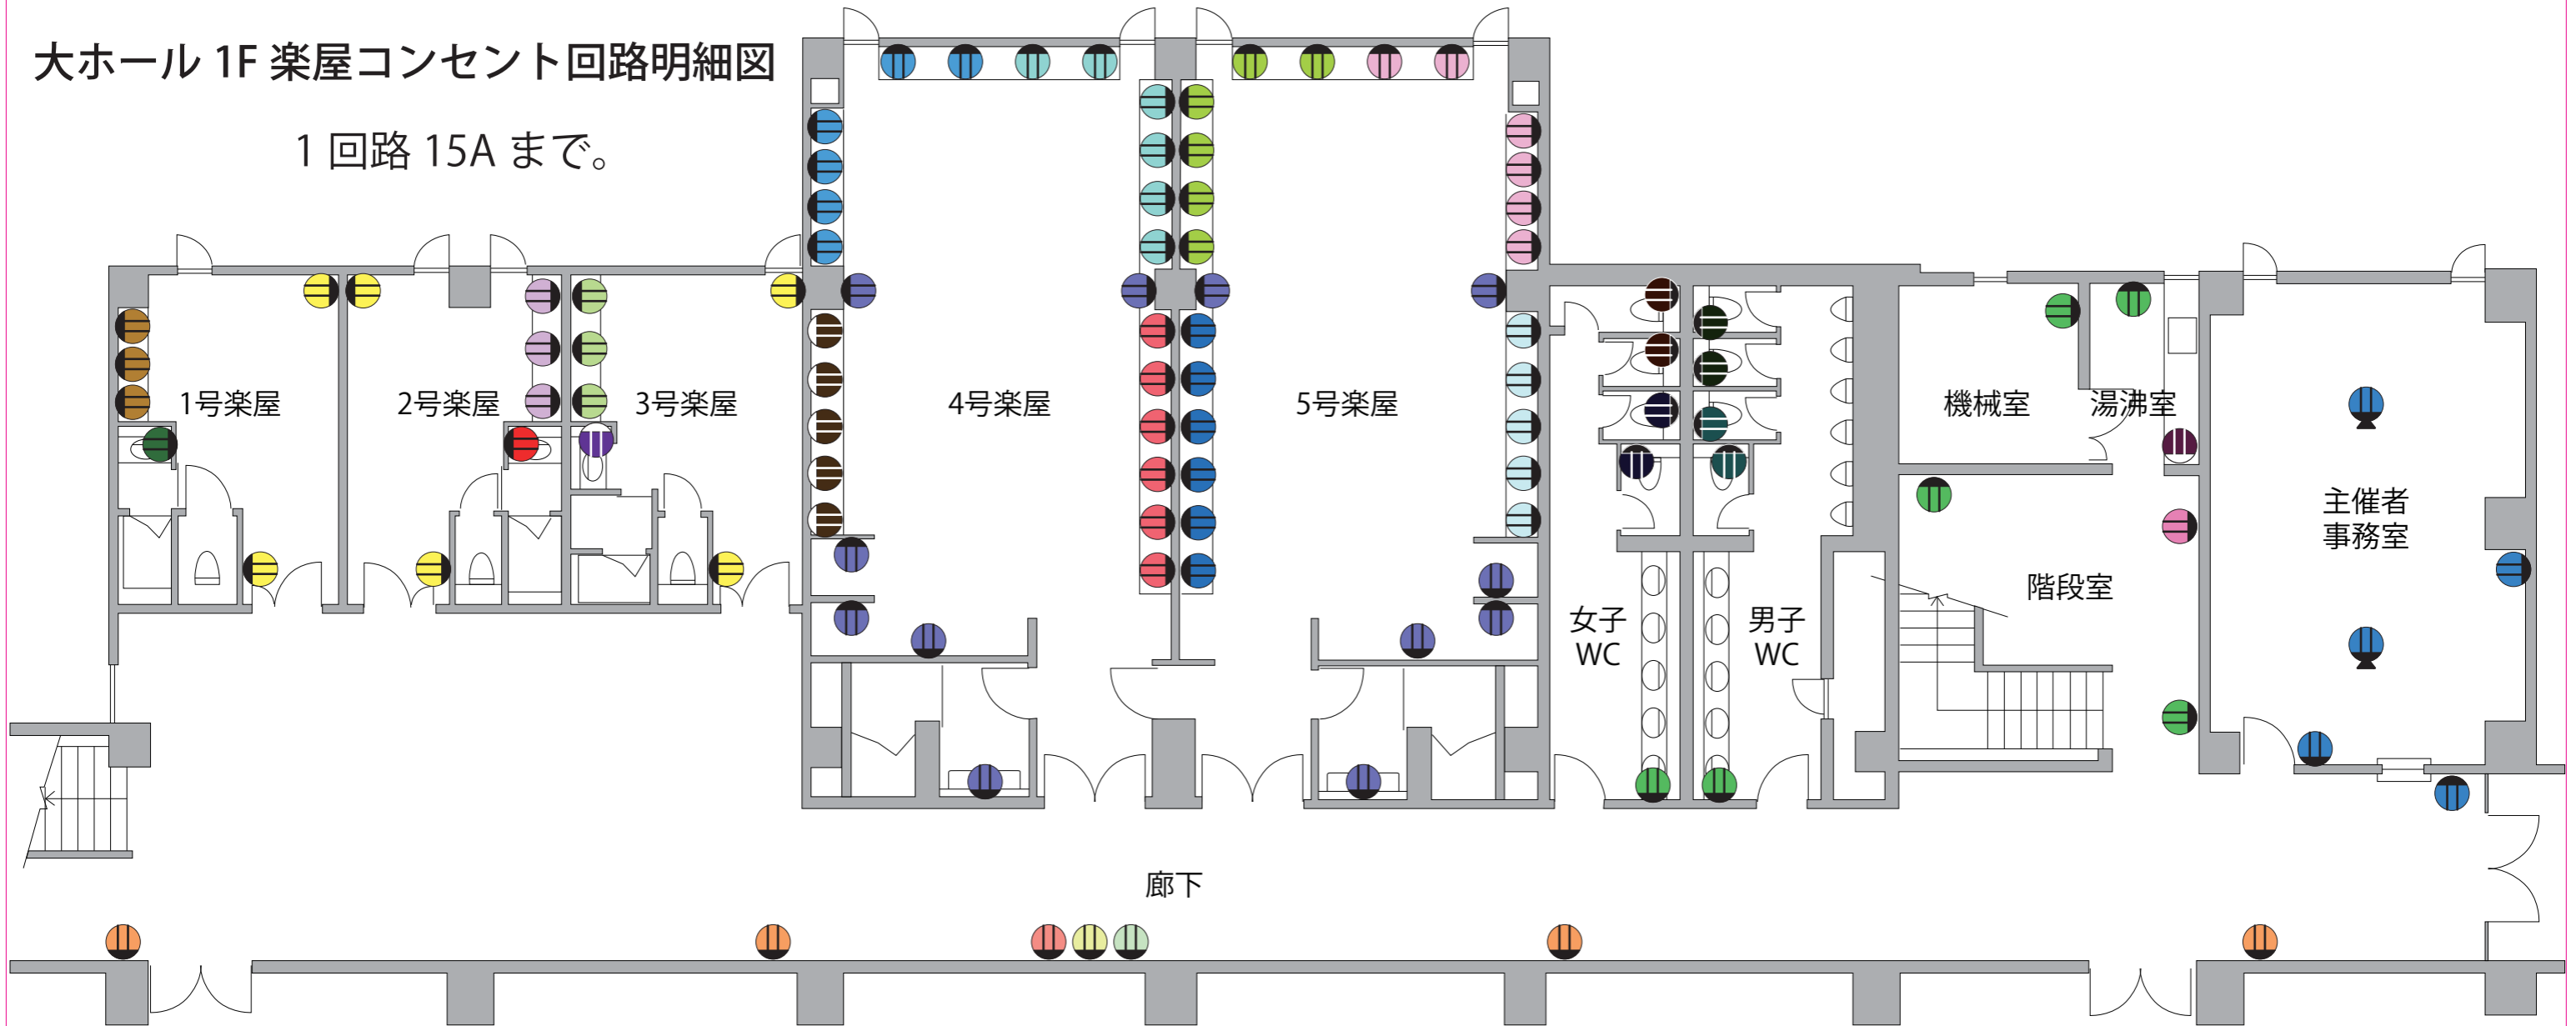 大ホール 1F 楽屋コンセント回路明細図
1 回路 15A まで。
1号楽屋
2号楽屋
3号楽屋
4号楽屋
5号楽屋
機械室
湯沸室
主催者
事務室
階段室
女子
WC
男子
WC
廊下